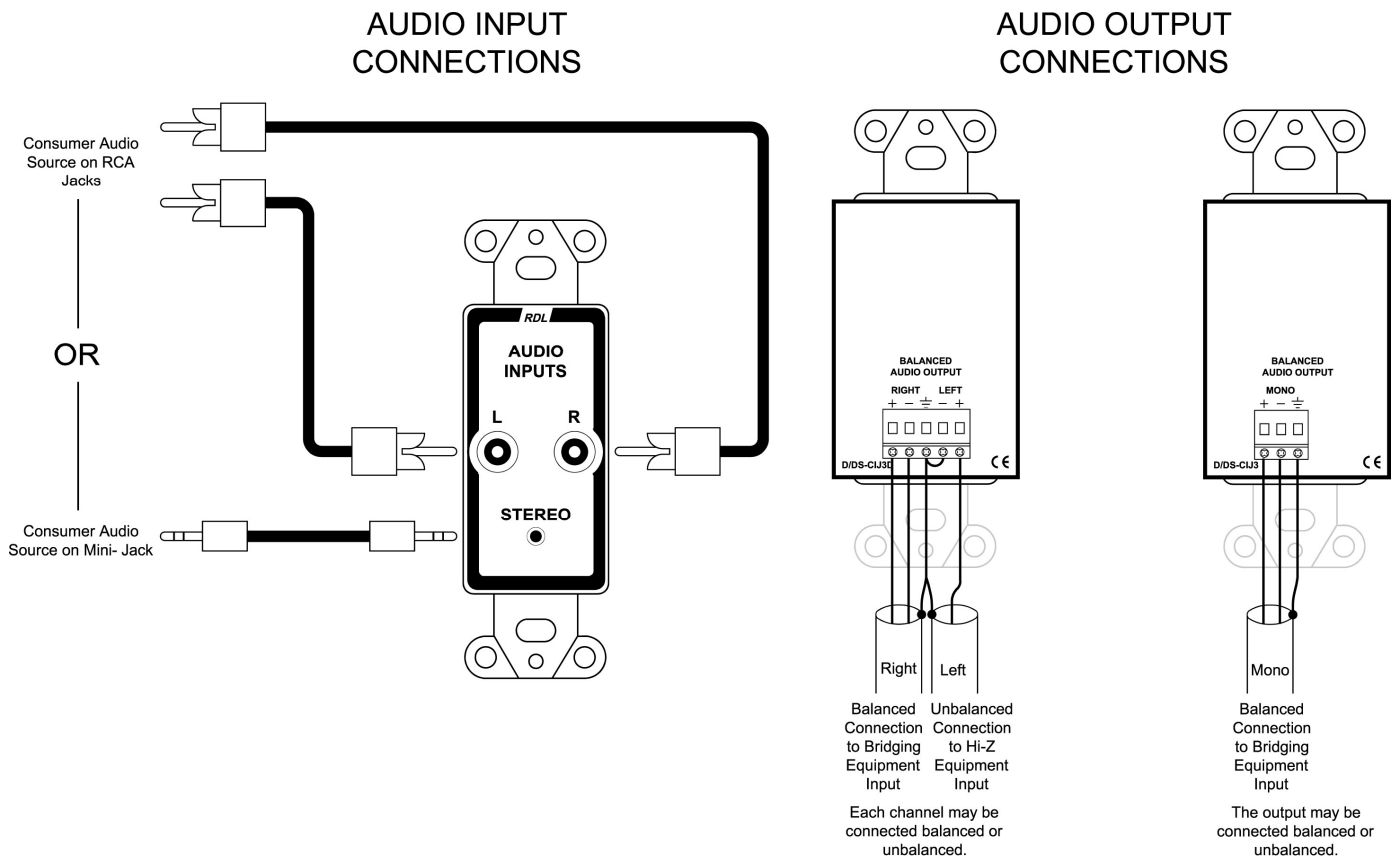 AUDIO INPUT
CONNECTIONS
AUDIO OUTPUT
CONNECTIONS
Consumer Audio
Source on RCA
Jacks
OR
Consumer Audio
Source on Mini- Jack
RDL
AUDIO
INPUTS
L R
STEREO
BALANCED
AUDIO OUTPUT
RIGHT LEFT
+ − ⏚ − +
D/DS-CIJ3D CE
Right Left
Balanced
Connection
to Bridging
Equipment
Input
Unbalanced
Connection
to Hi-Z
Equipment
Input
Each channel may be
connected balanced or
unbalanced.
BALANCED
AUDIO OUTPUT
MONO
+ − ⏚
D/DS-CIJ3 CE
Mono
Balanced
Connection
to Bridging
Equipment
Input
The output may be
connected balanced or
unbalanced.